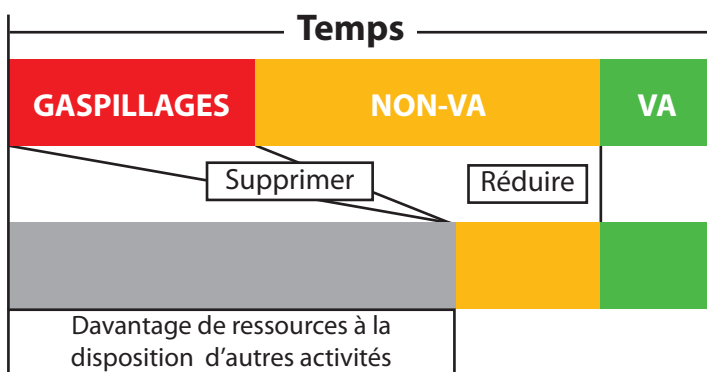 Temps
GASPILLAGES NON-VA VA
Supprimer Réduire
Davantage de ressources à la
disposition d'autres activités